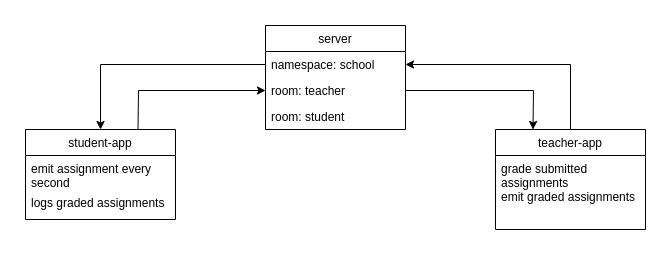 server
namespace: school
room: teacher
room: student
student-app
emit assignment every
second
logs graded assignments
teacher-app
grade submitted
assignments
emit graded assignments